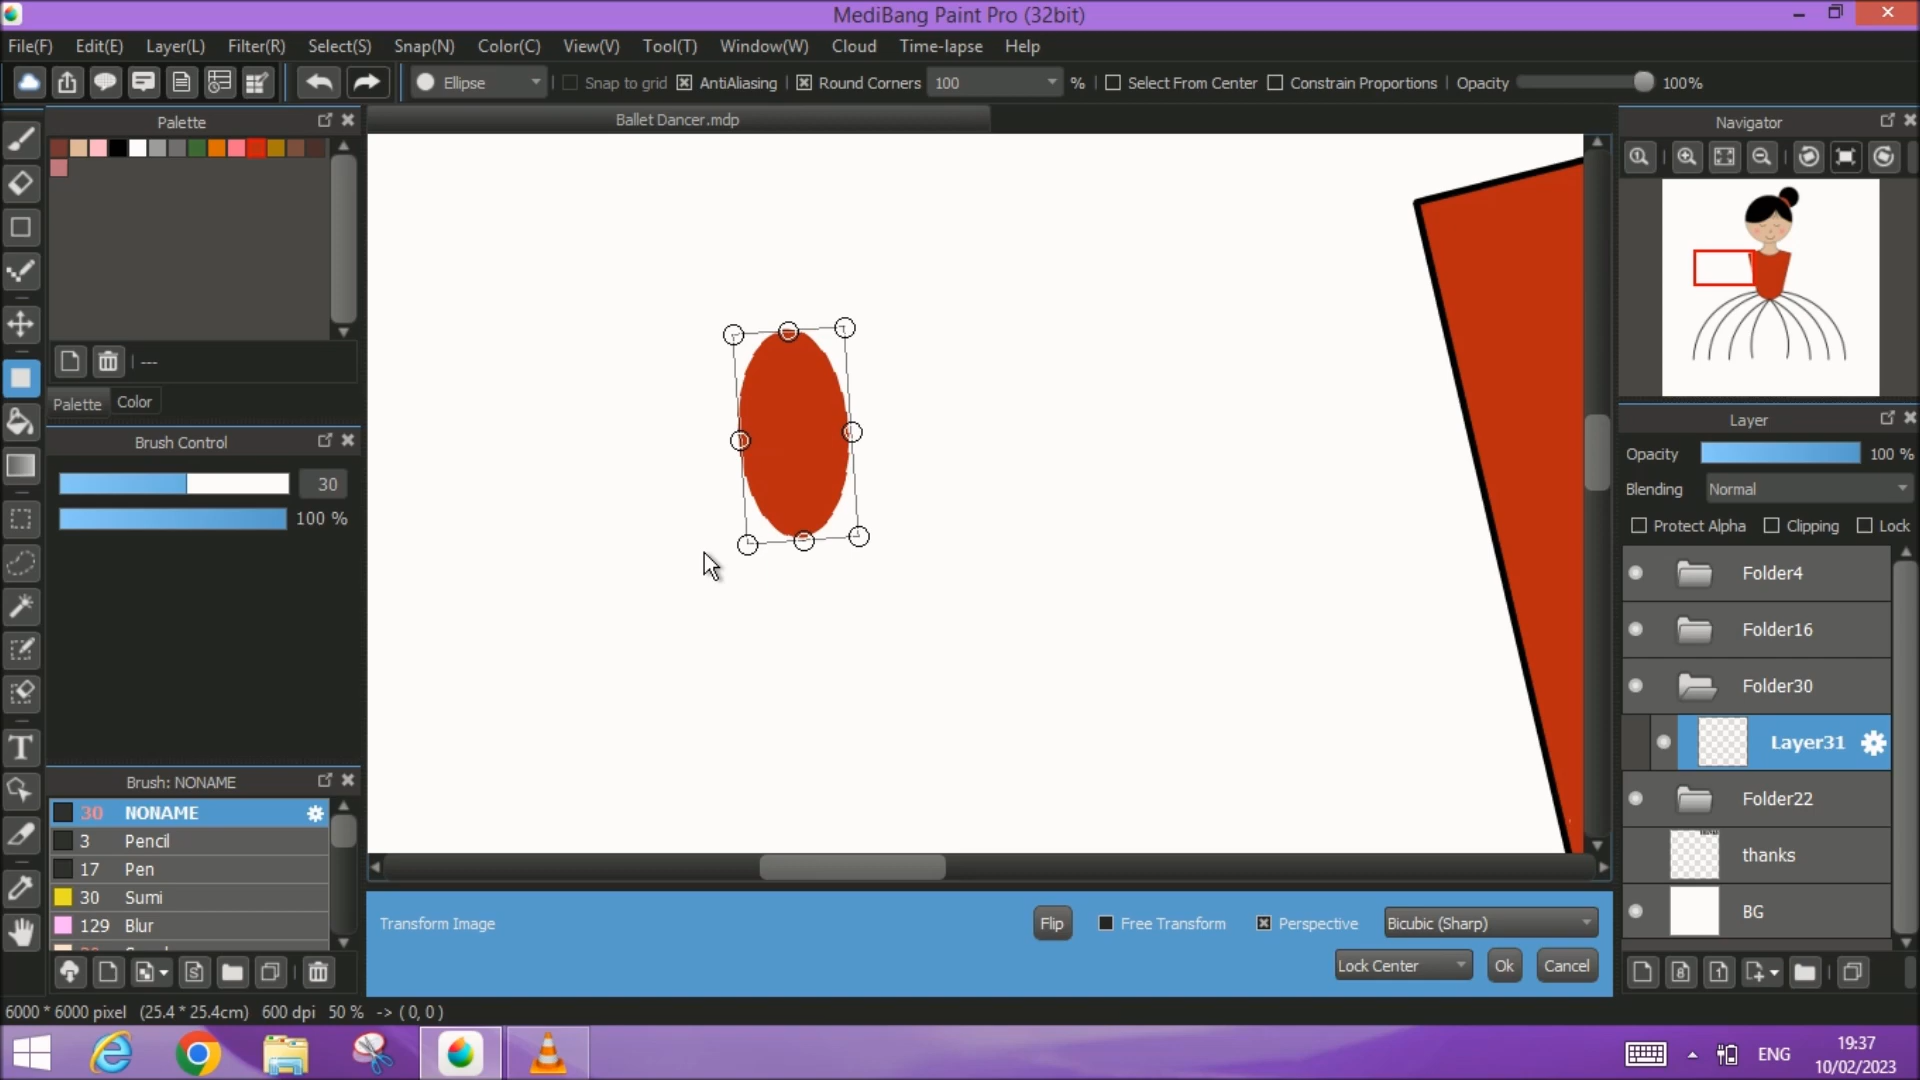 MediBang Paint Pro (32bit)
File(F) Edit(E) Layer(L) Filter(R) Select(S) Snap(N) Color(C) View(V) Tool(T) Window(W) Cloud Time-lapse Help
Ellipse Snap to grid AntiAliasing Round Corners 100 % Select From Center Constrain Proportions Opacity 100%
Palette
Ballet Dancer.mdp
Navigator
---
Palette Color
Brush Control
30
100 %
Layer
Opacity 100 %
Blending Normal
Protect Alpha Clipping Lock
Folder4
Folder16
Folder30
Layer31
Folder22
thanks
BG
Brush: NONAME
30 NONAME
3 Pencil
17 Pen
30 Sumi
129 Blur
Transform Image
Flip Free Transform Perspective Bicubic (Sharp)
Lock Center Ok Cancel
6000 * 6000 pixel (25.4 * 25.4cm) 600 dpi 50 % -> ( 0, 0 )
ENG
19:37
10/02/2023